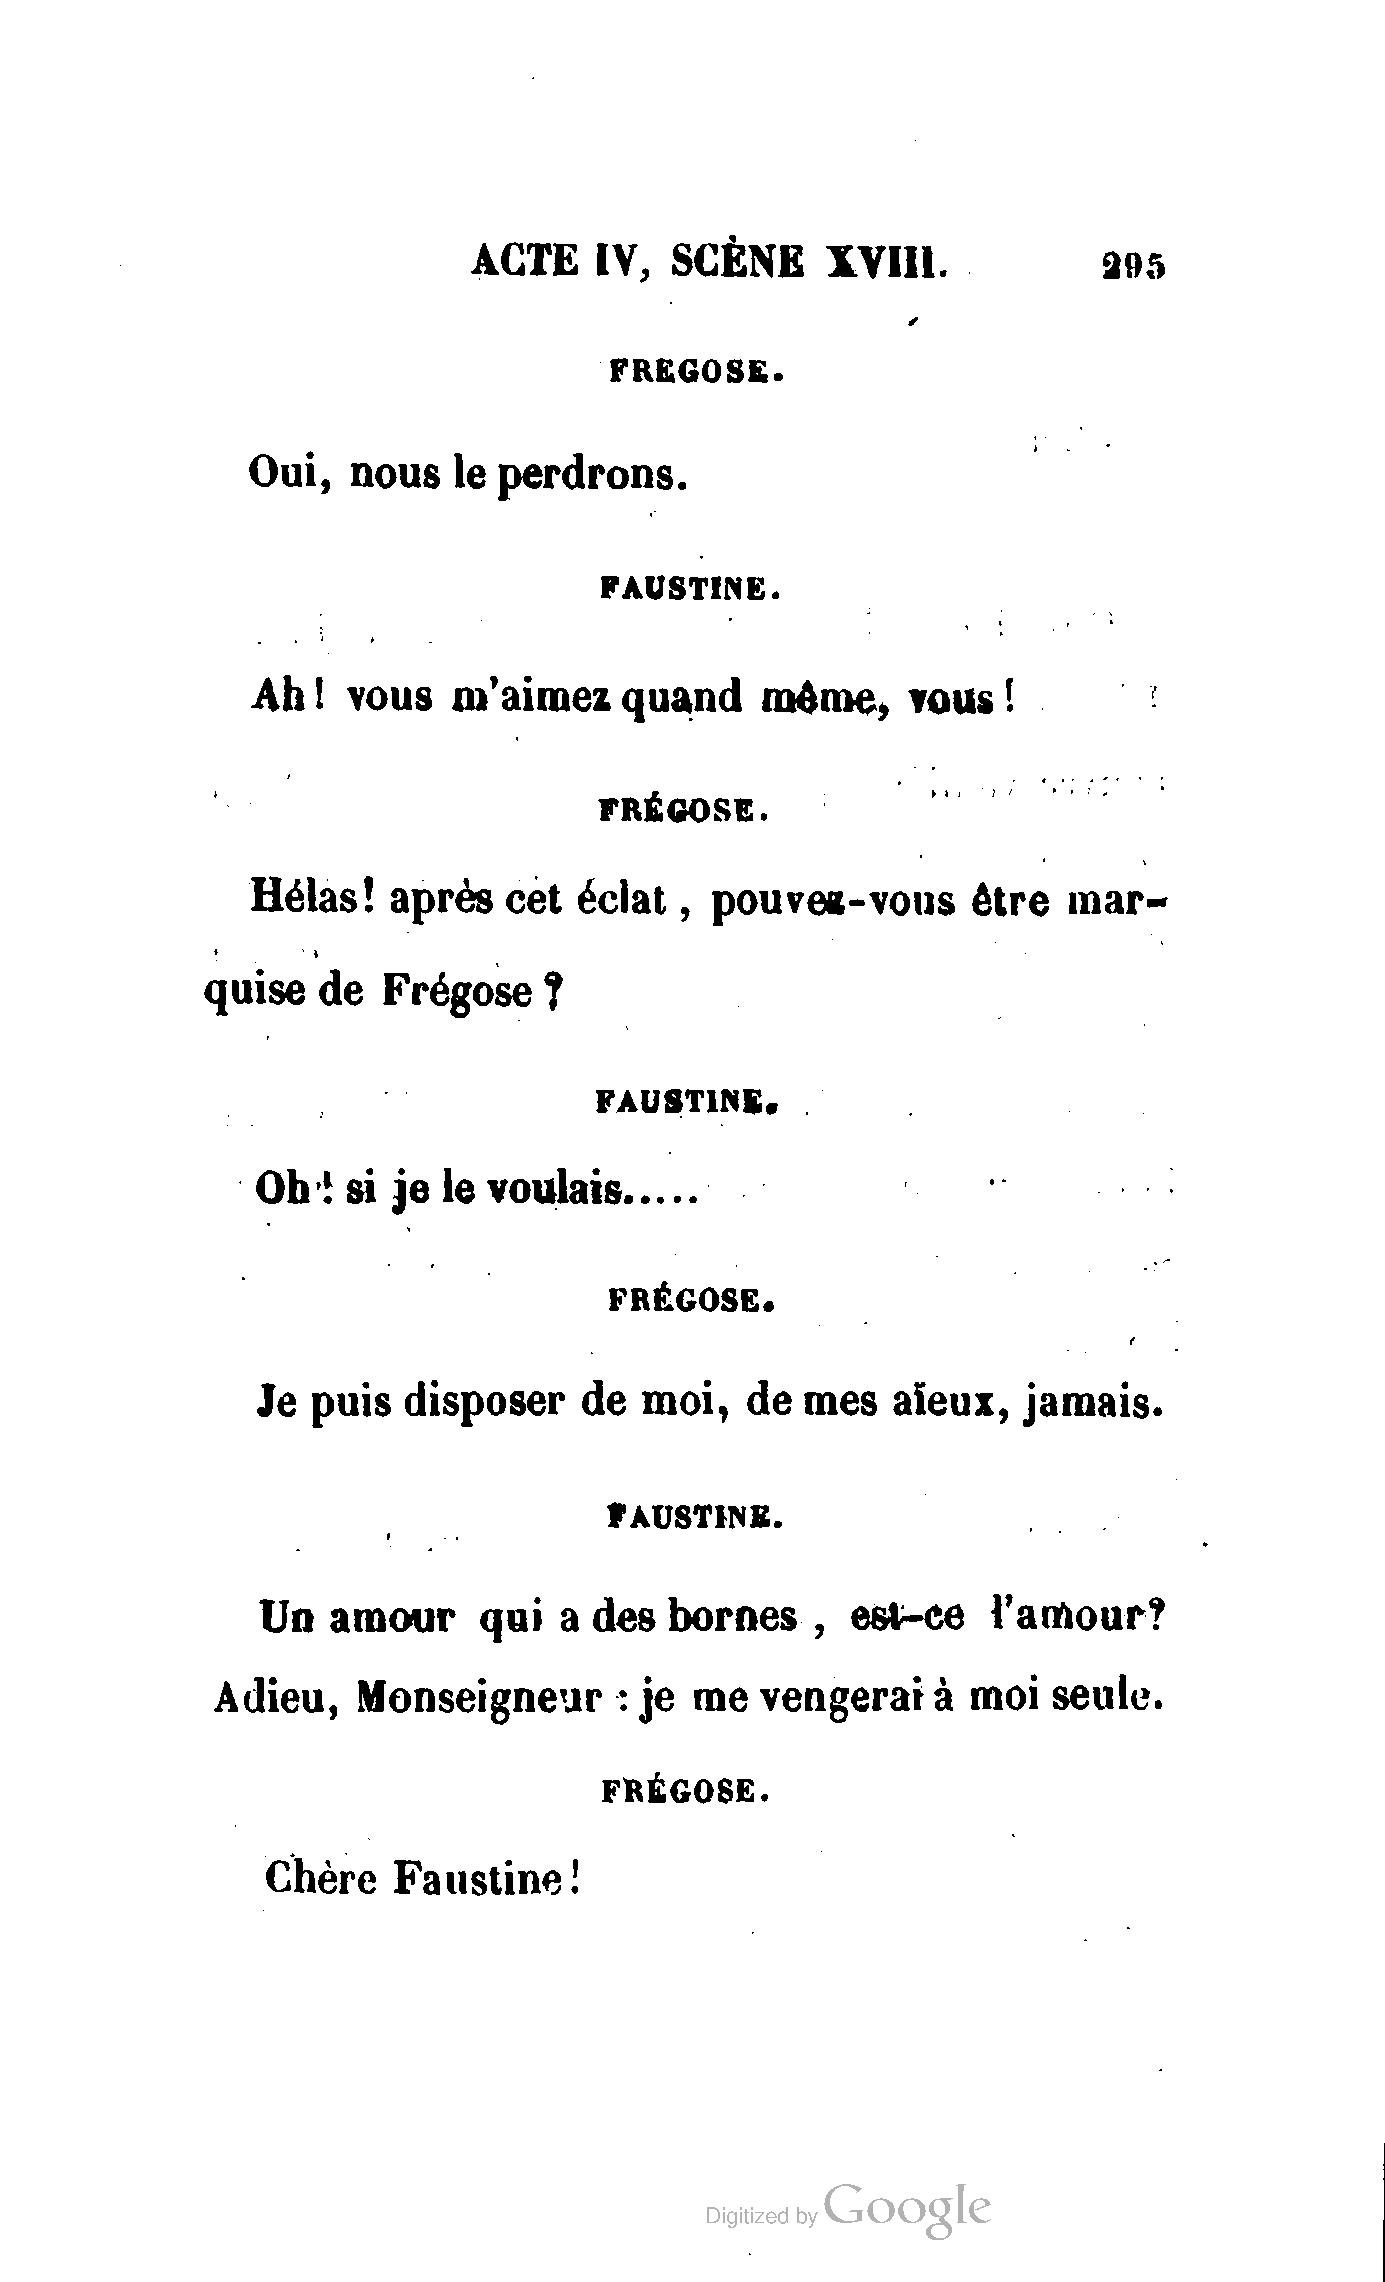 ACTE IV, SCÈNE XVIII. 295
FREGOSE.
Oui, nous le perdrons.
FAUSTINE.
Ah! vous m'aimez quand même, vous!
FRÉGOSE.
Hélas! après cet éclat, pouvez-vous être mar-
quise de Frégose?
FAUSTINE.
Oh! si je le voulais.....
FRÉGOSE.
Je puis disposer de moi, de mes aïeux, jamais.
FAUSTINE.
Un amour qui a des bornes, est-ce l'amour?
Adieu, Monseigneur : je me vengerai à moi seule.
FRÉGOSE.
Chère Faustine!
Digitized by Google